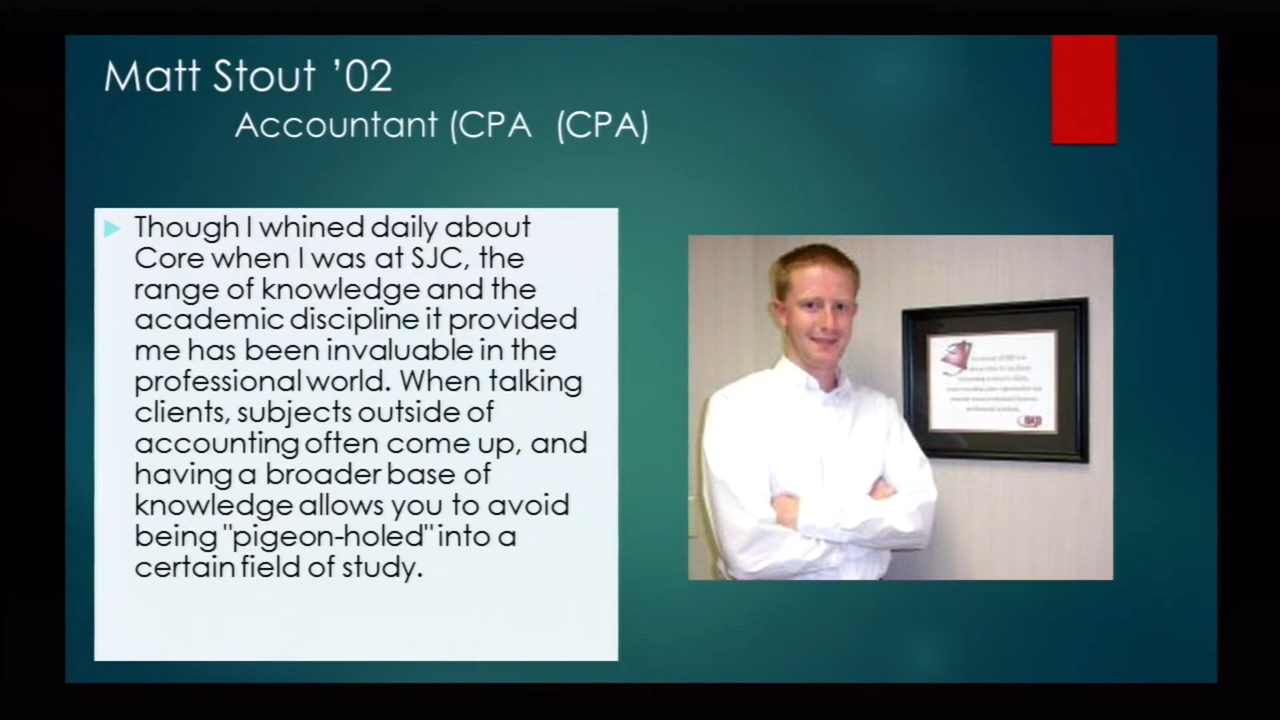 Matt Stout ’02
Accountant (CPA (CPA)
Though I whined daily about
Core when I was at SJC, the
range of knowledge and the
academic discipline it provided
me has been invaluable in the
professional world. When talking
clients, subjects outside of
accounting often come up, and
having a broader base of
knowledge allows you to avoid
being "pigeon-holed" into a
certain field of study.